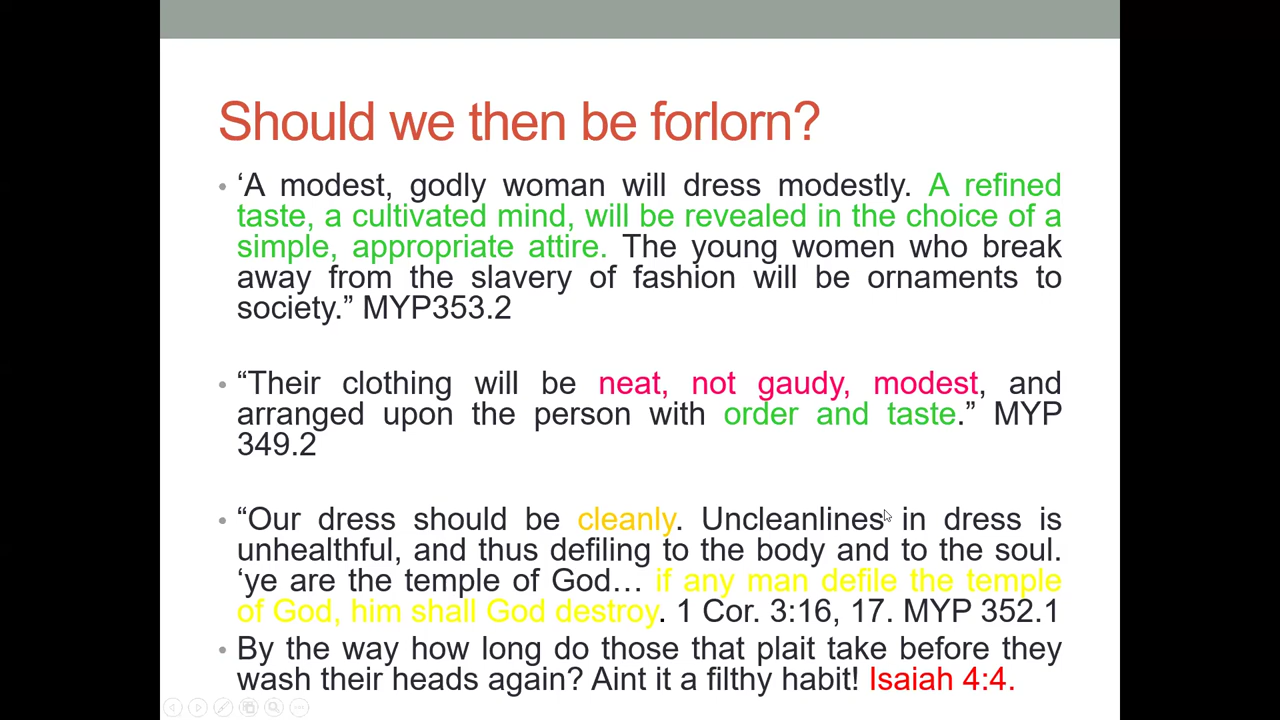 Should we then be forlorn?
‘A modest, godly woman will dress modestly. A refined
taste, a cultivated mind, will be revealed in the choice of a
simple, appropriate attire. The young women who break
away from the slavery of fashion will be ornaments to
society.” MYP353.2
“Their clothing will be neat, not gaudy, modest, and
arranged upon the person with order and taste.” MYP
349.2
“Our dress should be cleanly. Uncleanlines in dress is
unhealthful, and thus defiling to the body and to the soul.
‘ye are the temple of God… if any man defile the temple
of God, him shall God destroy. 1 Cor. 3:16, 17. MYP 352.1
By the way how long do those that plait take before they
wash their heads again? Aint it a filthy habit! Isaiah 4:4.